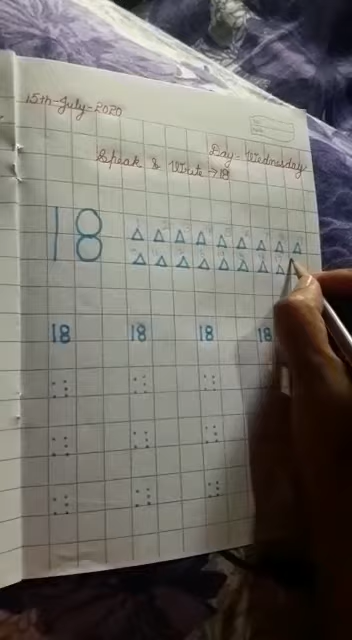 15th-July-2020
Day - Wednesday
Speak & Write → 18
18
18 18 18 18